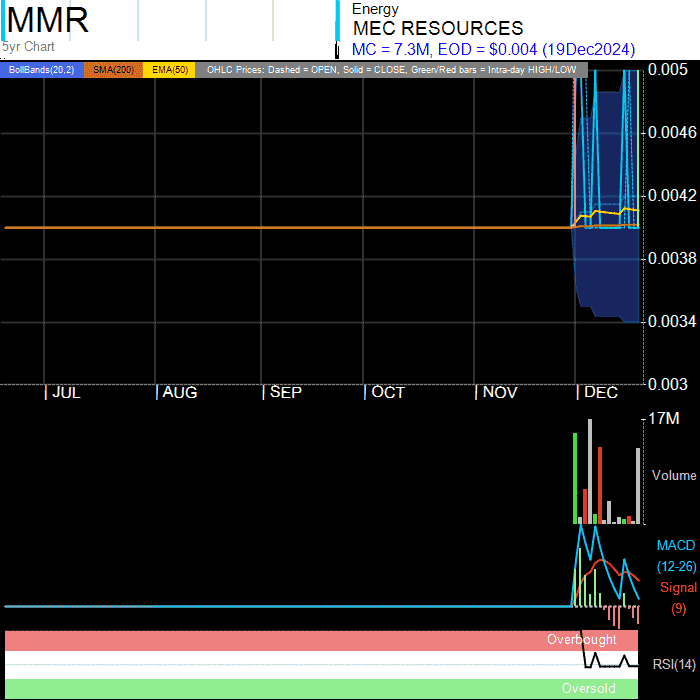 MMR
5yr Chart
Energy
MEC RESOURCES
MC = 7.3M, EOD = $0.004 (19Dec2024)
BollBands(20,2) SMA(200) EMA(50) OHLC Prices: Dashed = OPEN, Solid = CLOSE, Green/Red bars = Intra-day HIGH/LOW
0.005
0.0046
0.0042
0.0038
0.0034
0.003
JUL AUG SEP OCT NOV DEC
17M
Volume
MACD
(12-26)
Signal
(9)
Overbought
RSI(14)
Oversold